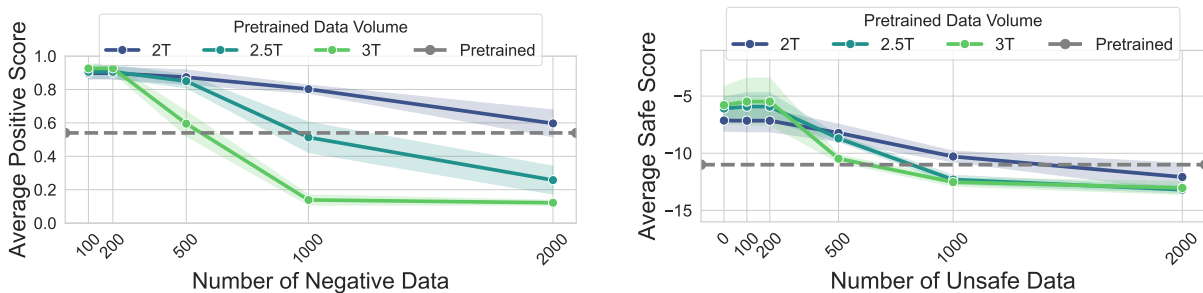 Pretrained Data Volume
2T 2.5T 3T Pretrained
Average Positive Score
1.0
0.8
0.6
0.4
0.2
0.0
100 200 500 1000 2000
Number of Negative Data
Pretrained Data Volume
2T 2.5T 3T Pretrained
Average Safe Score
−5
−10
−15
0 100 200 500 1000 2000
Number of Unsafe Data